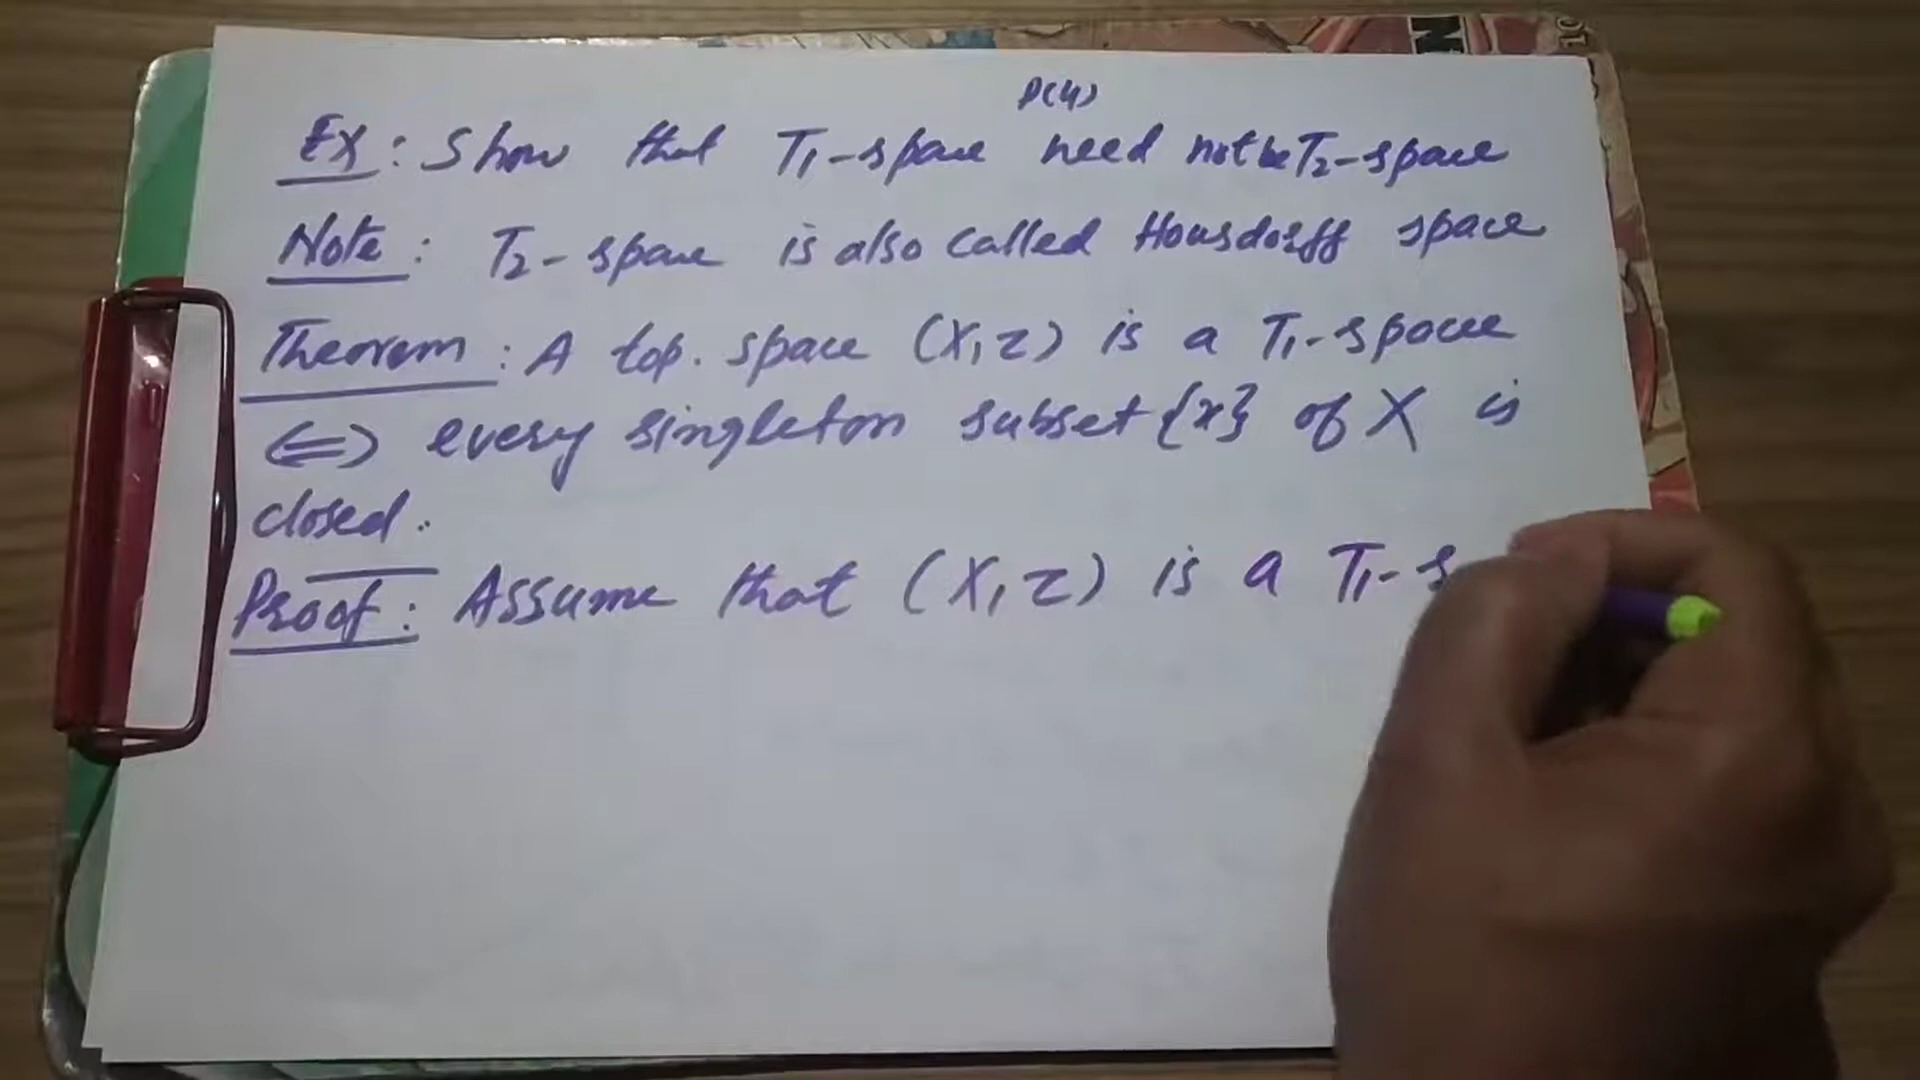 P(4)
Ex : Show that T₁-space need not be T₂-space
Note : T₂ - space is also called Housdorff space
Theorem : A top. space (X, τ) is a T₁-space
⇔ every singleton subset {x} of X is
closed.
Proof : Assume that (X, τ) is a T₁-s